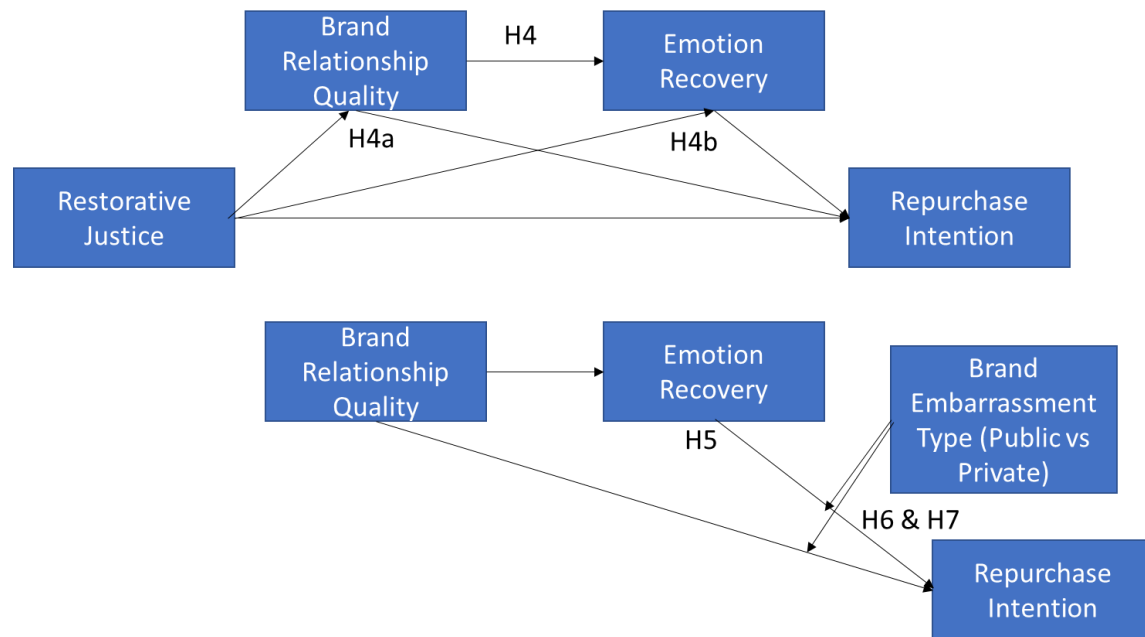 Brand
Relationship
Quality
H4
Emotion
Recovery
H4a
H4b
Restorative
Justice
Repurchase
Intention
Brand
Relationship
Quality
Emotion
Recovery
Brand
Embarrassment
Type (Public vs
Private)
H5
H6 & H7
Repurchase
Intention